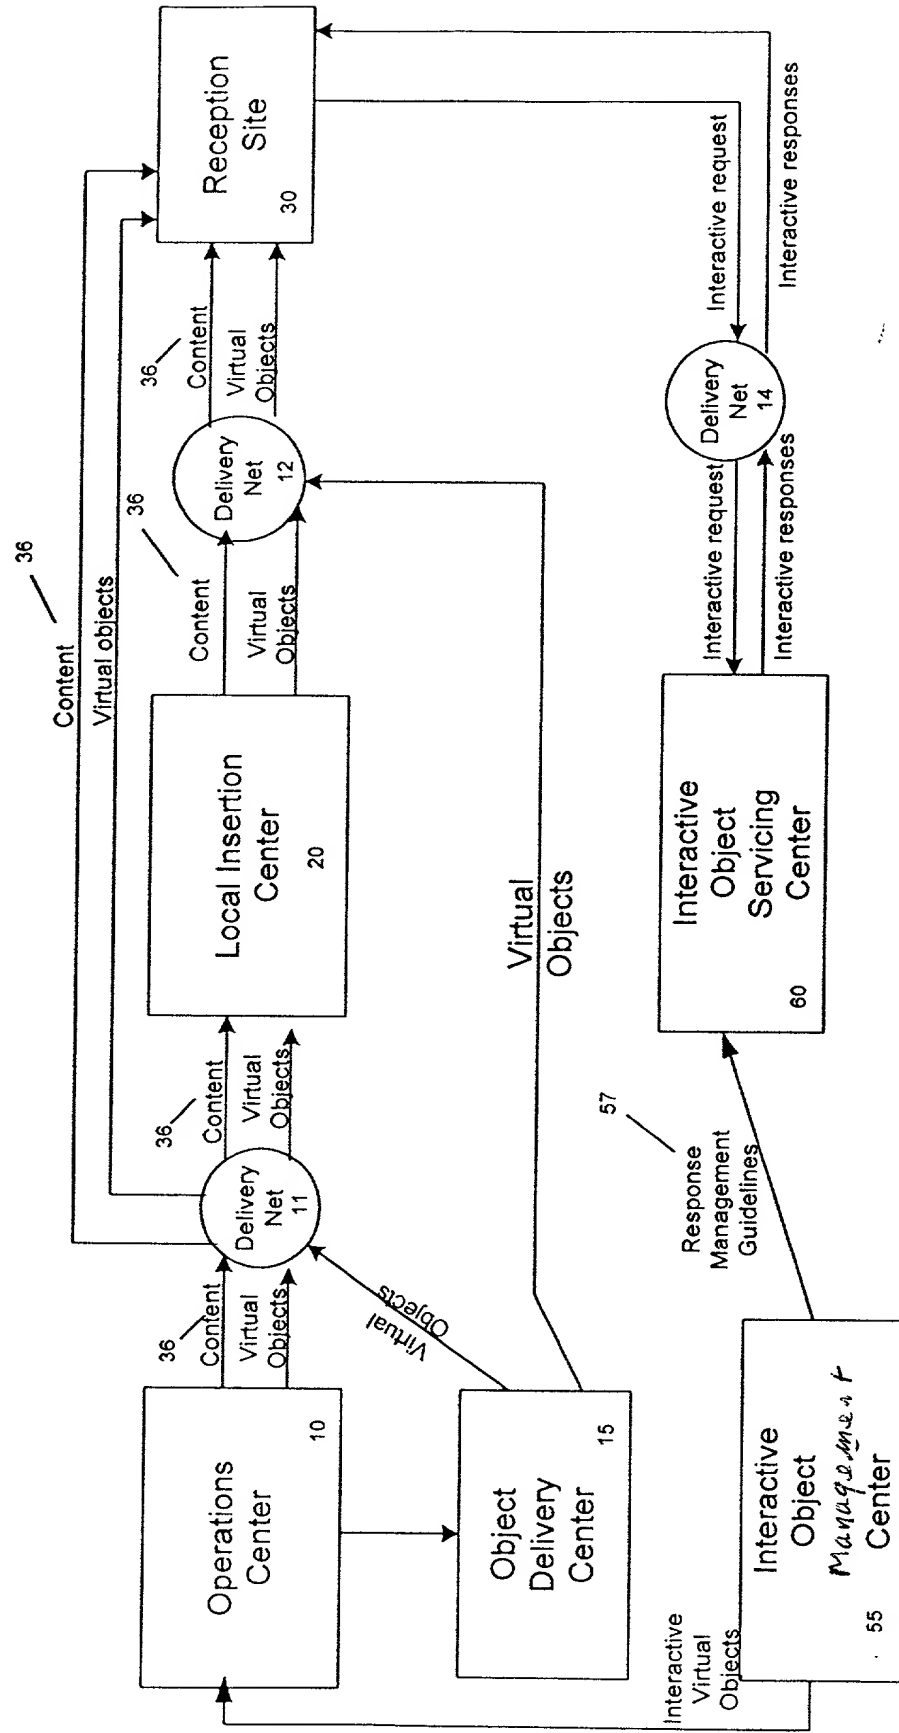 Operations
Center
10
36
Content
Virtual
Objects
Delivery
Net
11
36
Content
Virtual
Objects
Local Insertion
Center
20
36
Content
Virtual
Objects
Delivery
Net
12
36
Content
Virtual
Objects
Reception
Site
30
36
Content
Virtual objects
Object
Delivery
Center
15
Virtual
Objects
Virtual
Objects
Interactive
Virtual
Objects
Interactive
Object
Management
Center
55
57
Response
Management
Guidelines
Interactive
Object
Servicing
Center
60
Interactive request
Interactive responses
Delivery
Net
14
Interactive request
Interactive responses